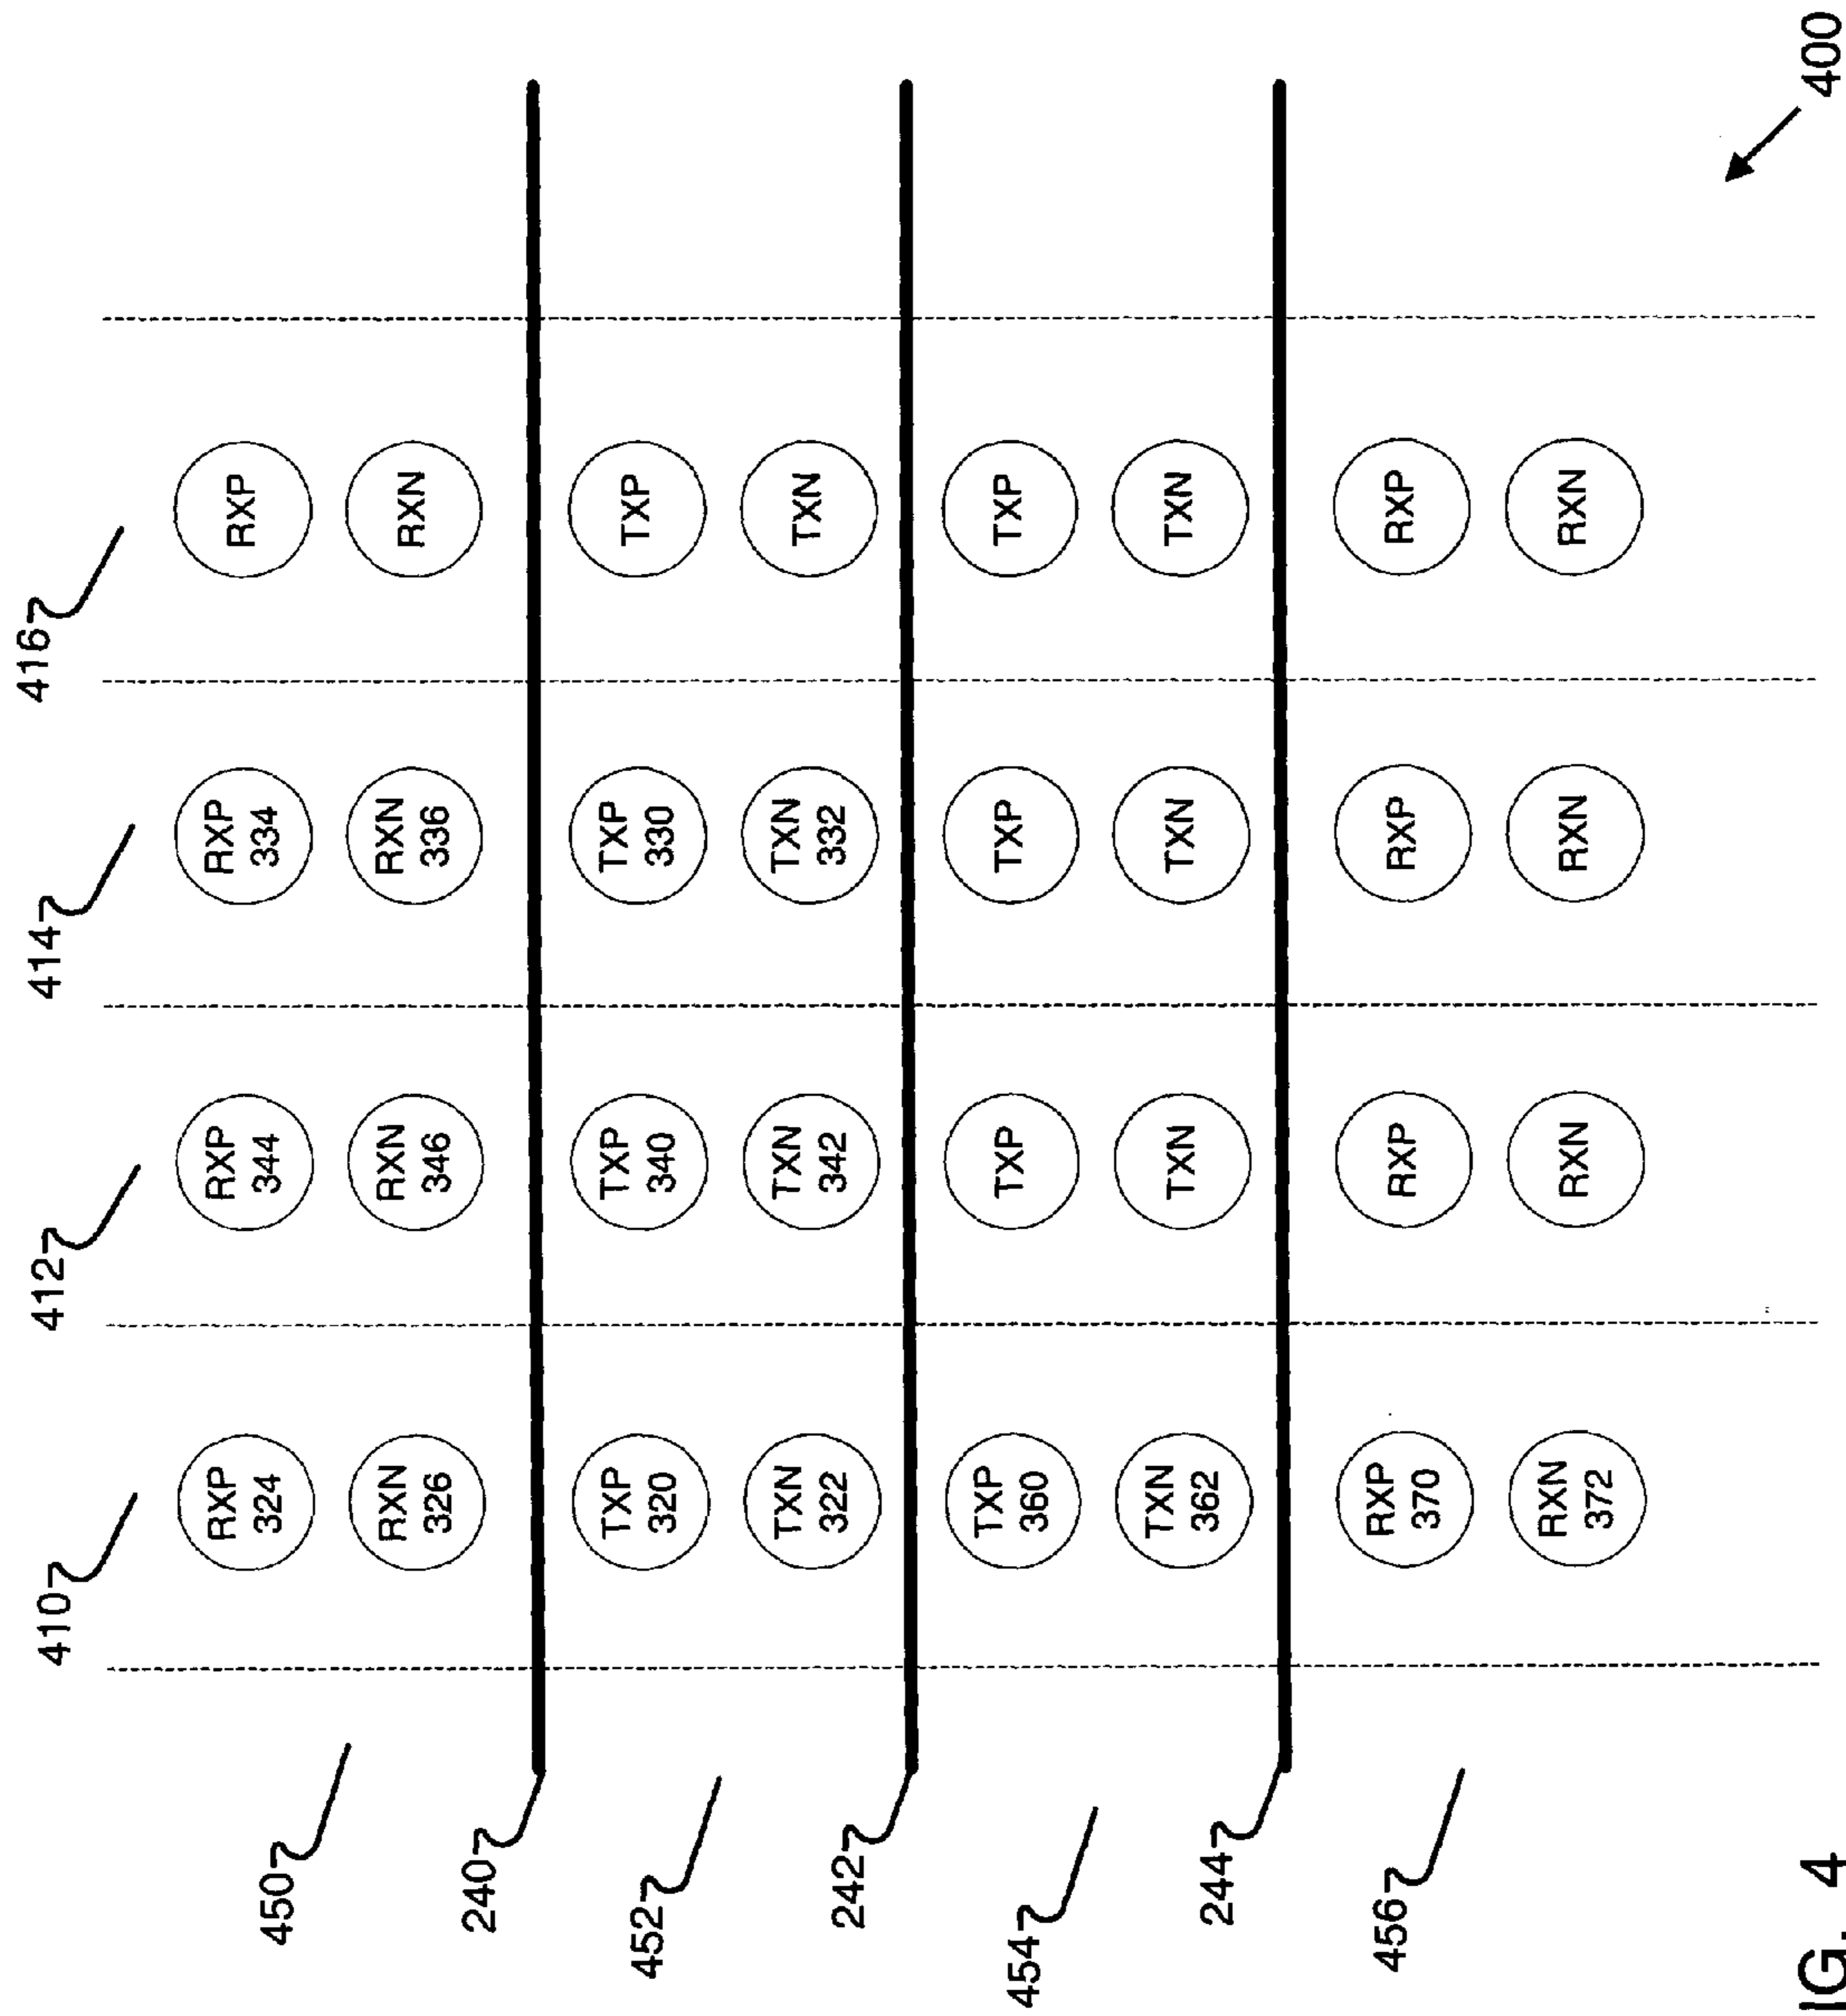 410
412
414
416
450
RXP
324
RXP
344
RXP
334
RXP
RXN
326
RXN
346
RXN
336
RXN
240
452
TXP
320
TXP
340
TXP
330
TXP
TXN
322
TXN
342
TXN
332
TXN
242
454
TXP
360
TXP
TXP
TXP
TXN
362
TXN
TXN
TXN
244
456
RXP
370
RXP
RXP
RXP
RXN
372
RXN
RXN
RXN
IG. 4
400